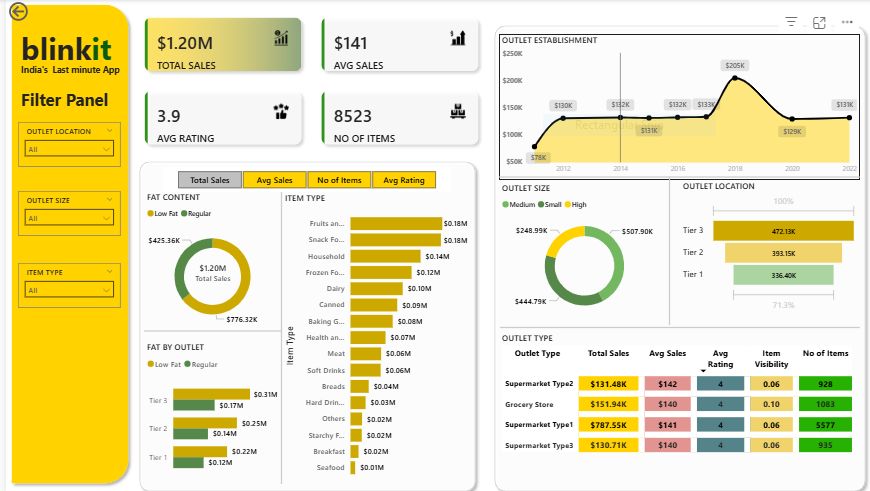 blinkit
India's Last minute App
Filter Panel
OUTLET LOCATION
All
OUTLET SIZE
All
ITEM TYPE
All
$1.20M
TOTAL SALES
$141
AVG SALES
3.9
AVG RATING
8523
NO OF ITEMS
Total Sales
Avg Sales
No of Items
Avg Rating
FAT CONTENT
Low Fat Regular
$425.36K
$1.20M
Total Sales
$776.32K
FAT BY OUTLET
Low Fat Regular
Tier 3
$0.31M
$0.17M
Tier 2
$0.25M
$0.14M
Tier 1
$0.22M
$0.12M
ITEM TYPE
Item Type
Fruits an... $0.18M
Snack Fo... $0.18M
Household $0.14M
Frozen Fo... $0.12M
Dairy $0.10M
Canned $0.09M
Baking G... $0.08M
Health an... $0.07M
Meat $0.06M
Soft Drinks $0.06M
Breads $0.04M
Hard Drin... $0.03M
Others $0.02M
Starchy F... $0.02M
Breakfast $0.02M
Seafood $0.01M
OUTLET ESTABLISHMENT
$250K
$200K
$150K
$100K
$50K
$78K
$130K
$132K
$131K
$132K
$133K
$205K
$129K
$131K
2012 2014 2016 2018 2020 2022
OUTLET SIZE
Medium Small High
$248.99K
$507.90K
$444.79K
OUTLET LOCATION
100%
Tier 3 472.13K
Tier 2 393.15K
Tier 1 336.40K
71.3%
OUTLET TYPE
Outlet Type Total Sales Avg Sales Avg Rating Item Visibility No of Items
Supermarket Type2 $131.48K $142 4 0.06 928
Grocery Store $151.94K $140 4 0.10 1083
Supermarket Type1 $787.55K $141 4 0.06 5577
Supermarket Type3 $130.71K $140 4 0.06 935